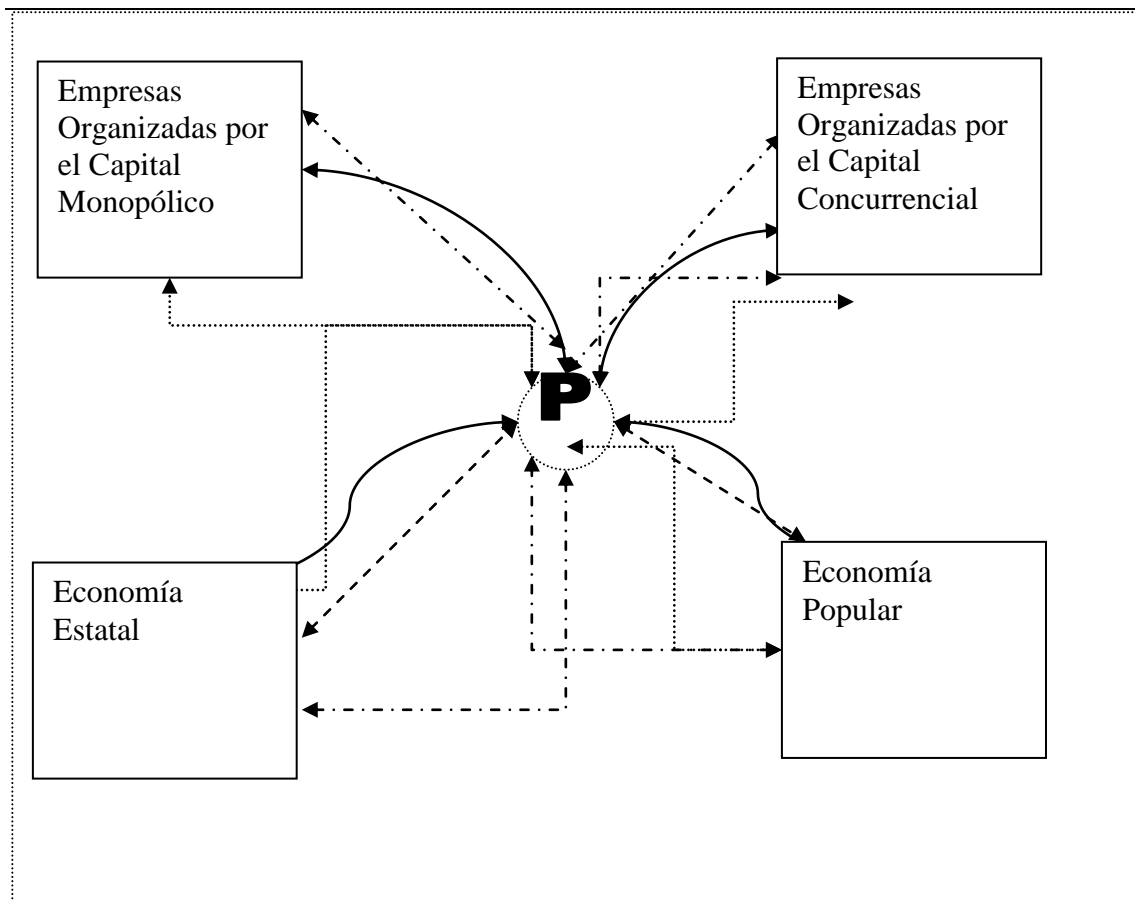 Empresas
Organizadas por
el Capital
Monopólico
Empresas
Organizadas por
el Capital
Concurrencial
P
Economía
Estatal
Economía
Popular